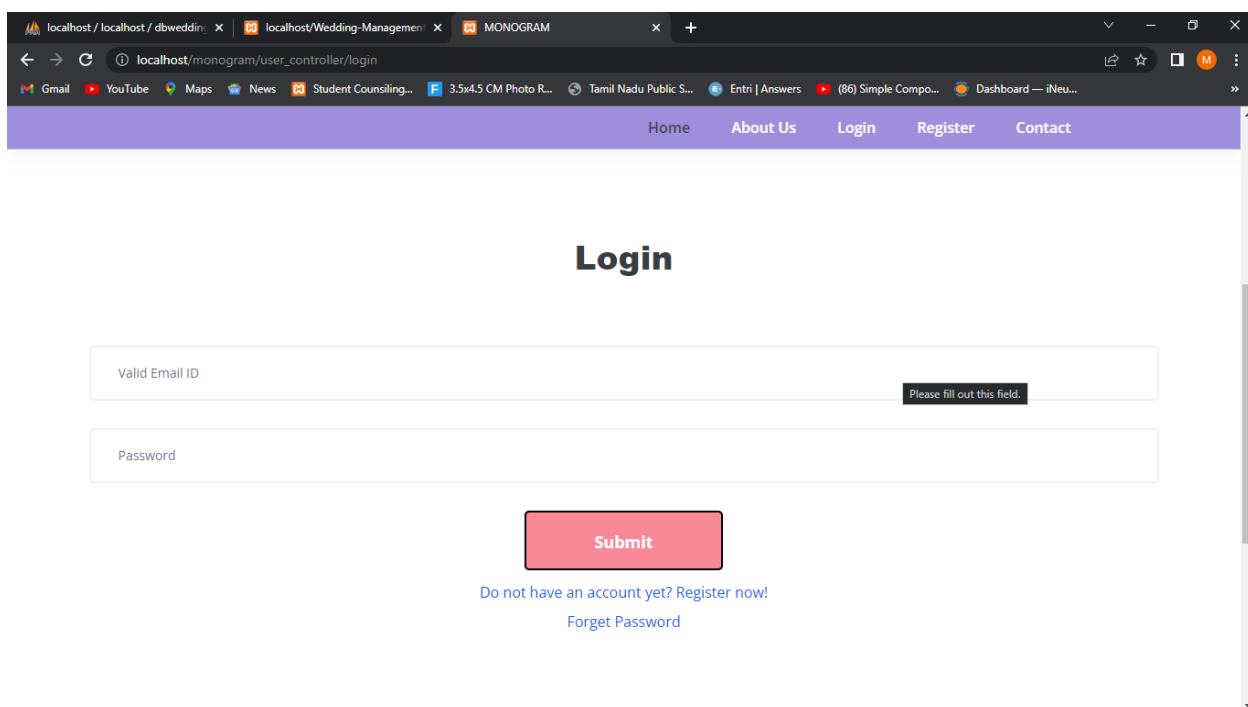 localhost / localhost / dbwedding
localhost/Wedding-Management
MONOGRAM
localhost/monogram/user_controller/login
M
Gmail YouTube Maps News Student Counsiling... 3.5x4.5 CM Photo R... Tamil Nadu Public S... Entri | Answers (86) Simple Compo... Dashboard — iNeu... »
Home About Us Login Register Contact
Login
Valid Email ID
Please fill out this field.
Password
Submit
Do not have an account yet? Register now!
Forget Password